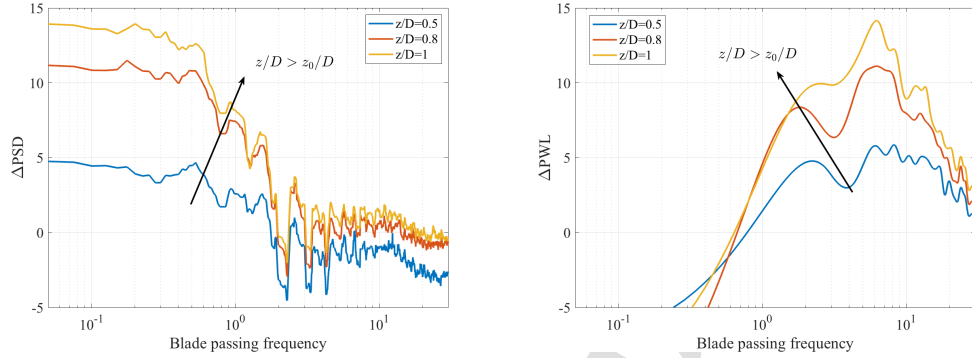 15
10
5
0
-5
ΔPSD
z/D=0.5
z/D=0.8
z/D=1
z/D > z₀/D
10⁻¹
10⁰
10¹
Blade passing frequency
15
10
5
0
-5
ΔPWL
z/D=0.5
z/D=0.8
z/D=1
z/D > z₀/D
10⁻¹
10⁰
10¹
Blade passing frequency